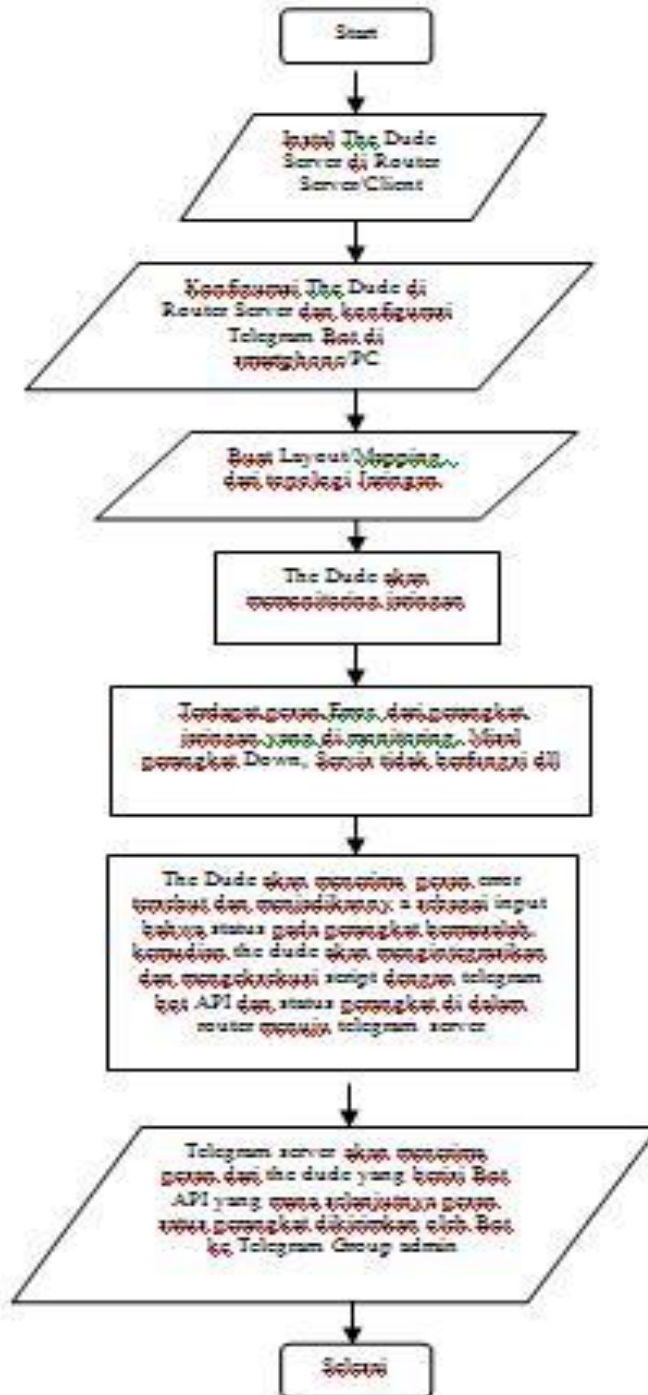 Start
Instal The Dude
Server di Router
Server/Client
Konfigurasi The Dude di
Router Server dan konfigurasi
Telegram Bot di
smatphone/PC
Buat Layout/Mapping
dari topologi Jaringan.
The Dude akan
memonitoring jaringan
Terdapat pesan Error dari perangkat
jaringan yang di monitoring. Misal
perangkat Down, Servis tidak berfungsi dll
The Dude akan menerima pesan error
tersebut dan menjadikanny a sebagai input
bahwa status pada perangkat bermasalah,
kemudian the dude akan mengintegrasikan
dan mengeksekusi script dengan telegram
bot API dan status perangkat di dalam
router menuju telegram server
Telegram server akan menerima
pesan dari the dude yang berisi Bot
API yang mana selanjutnya pesan
status perangkat dikirimkan oleh Bot
ke Telegram Group admin
Selesai